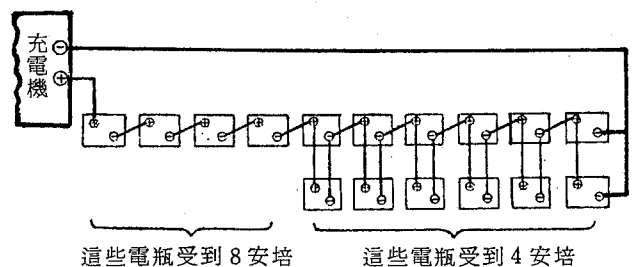 充電機
⊖
⊕
⊕ ⊖ ⊕ ⊖ ⊕ ⊖ ⊕ ⊖ ⊕ ⊖ ⊕ ⊖ ⊕ ⊖ ⊕ ⊖ ⊕ ⊖ ⊕ ⊖
⊕ ⊖ ⊕ ⊖ ⊕ ⊖ ⊕ ⊖ ⊕ ⊖ ⊕ ⊖
這些電瓶受到8安培
這些電瓶受到4安培